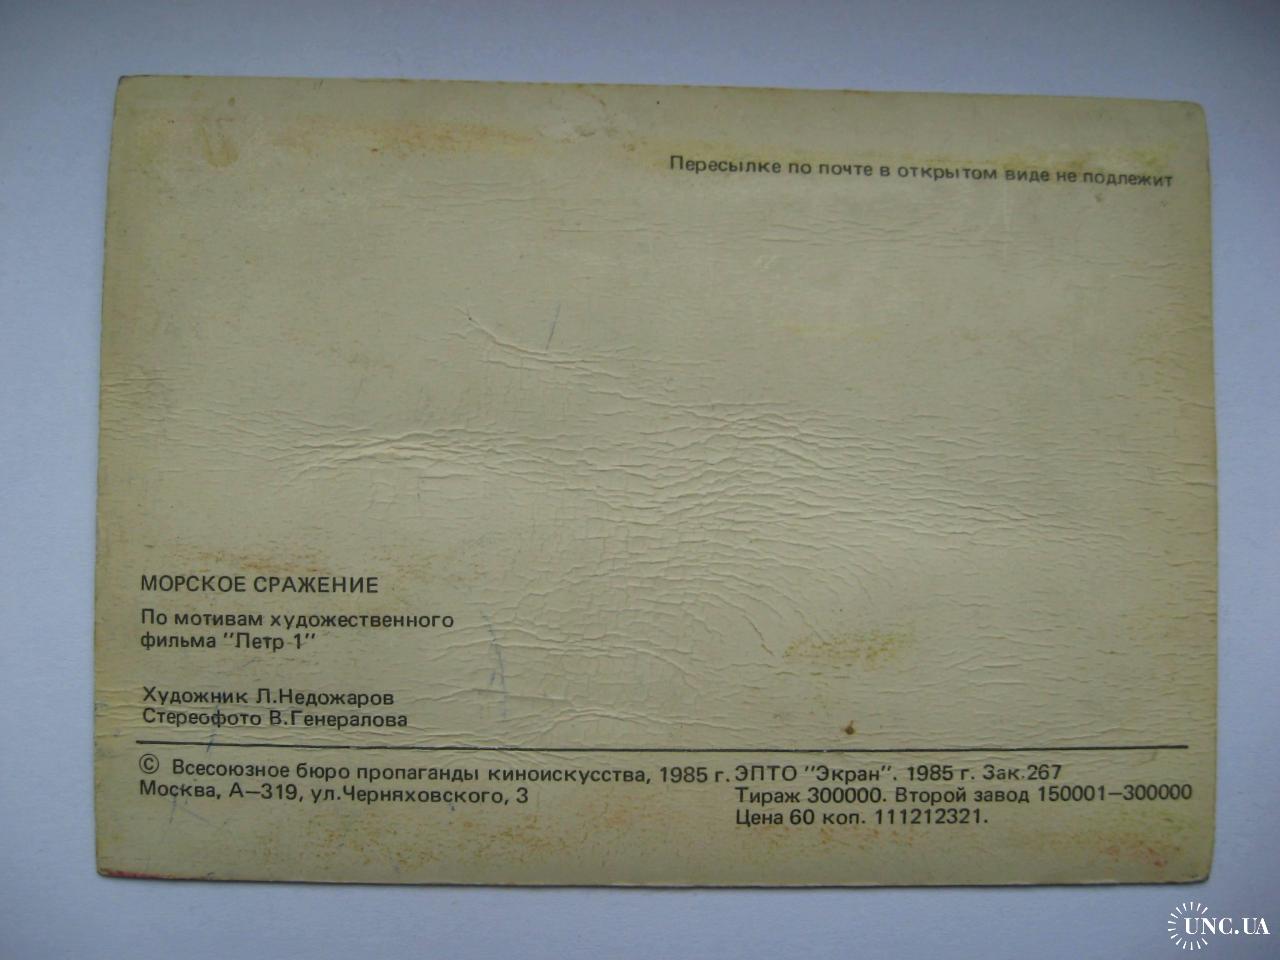 Пересылке по почте в открытом виде не подлежит
МОРСКОЕ СРАЖЕНИЕ
По мотивам художественного
фильма "Петр 1"
Художник Л.Недожаров
Стереофото В.Генералова
© Всесоюзное бюро пропаганды киноискусства, 1985 г.
Москва, А—319, ул.Черняховского, 3
ЭПТО "Экран". 1985 г. Зак.267
Тираж 300000. Второй завод 150001—300000
Цена 60 коп. 111212321.
UNC.UA